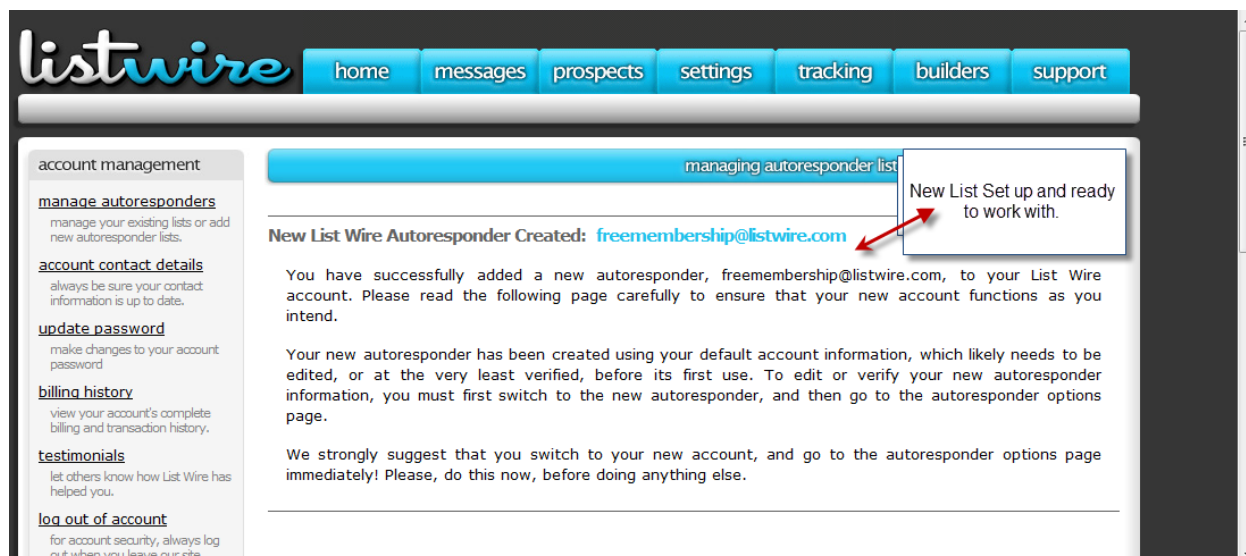 listwire
home messages prospects settings tracking builders support
account management
manage autoresponders
manage your existing lists or add
new autoresponder lists.
account contact details
always be sure your contact
information is up to date.
update password
make changes to your account
password
billing history
view your account's complete
billing and transaction history.
testimonials
let others know how List Wire has
helped you.
log out of account
for account security, always log
out when you leave our site
managing autoresponder list
New List Set up and ready
to work with.
New List Wire Autoresponder Created: freemembership@listwire.com
You have successfully added a new autoresponder, freemembership@listwire.com, to your List Wire
account. Please read the following page carefully to ensure that your new account functions as you
intend.
Your new autoresponder has been created using your default account information, which likely needs to be
edited, or at the very least verified, before its first use. To edit or verify your new autoresponder
information, you must first switch to the new autoresponder, and then go to the autoresponder options
page.
We strongly suggest that you switch to your new account, and go to the autoresponder options page
immediately! Please, do this now, before doing anything else.